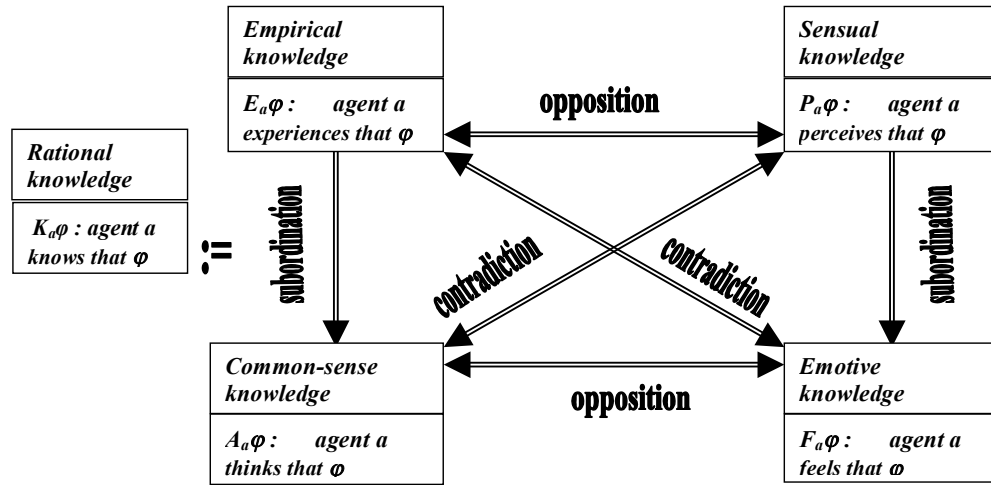 Empirical
knowledge
Eaφ : agent a
experiences that φ
Sensual
knowledge
Paφ : agent a
perceives that φ
opposition
Rational
knowledge
Kaφ : agent a
knows that φ
:=
subordination
contradiction
contradiction
subordination
Common-sense
knowledge
Aaφ : agent a
thinks that φ
opposition
Emotive
knowledge
Faφ : agent a
feels that φ